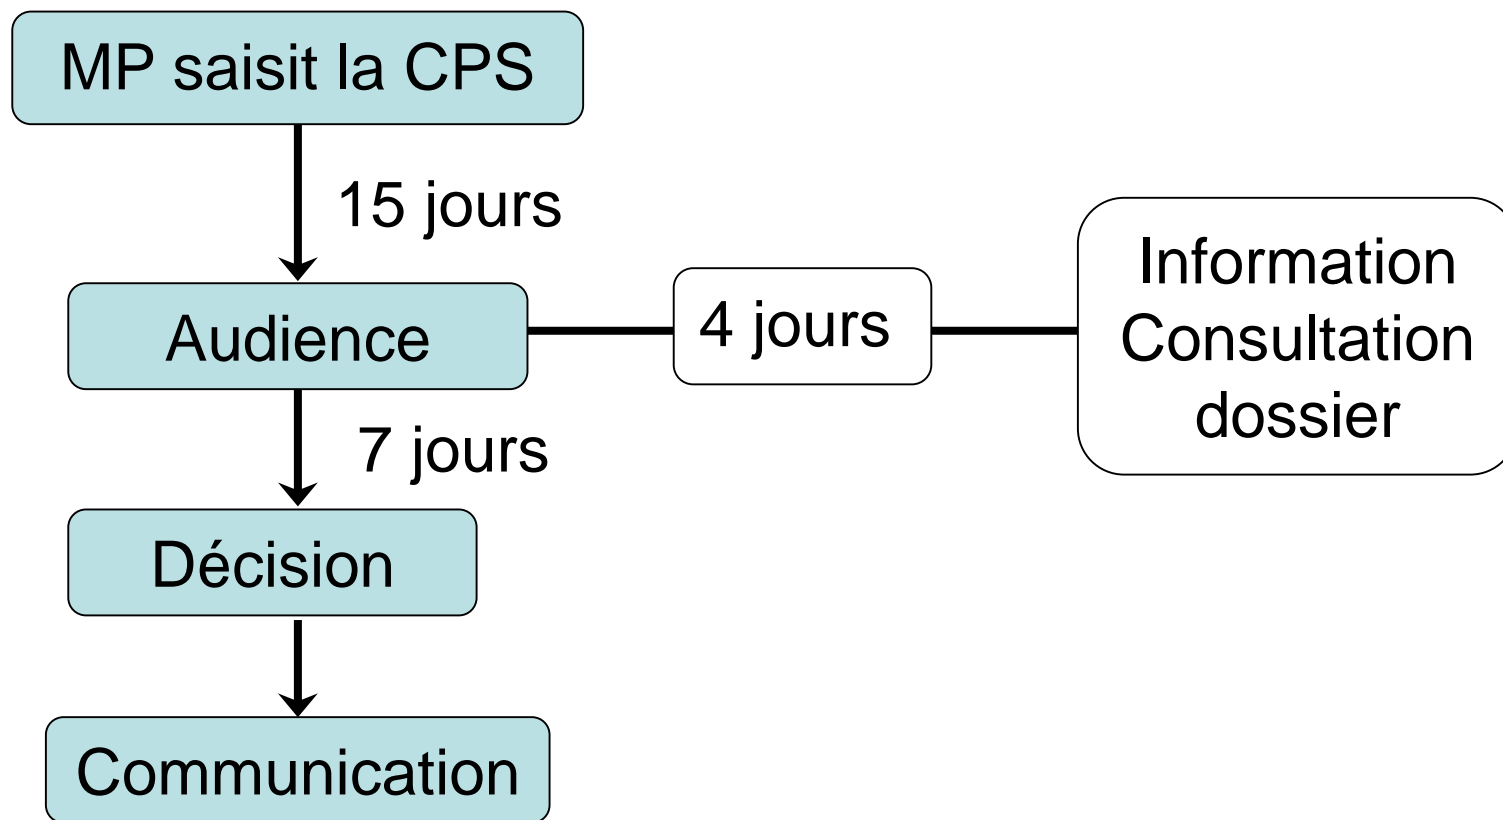 MP saisit la CPS
15 jours
Audience
4 jours
Information
Consultation
dossier
7 jours
Décision
Communication